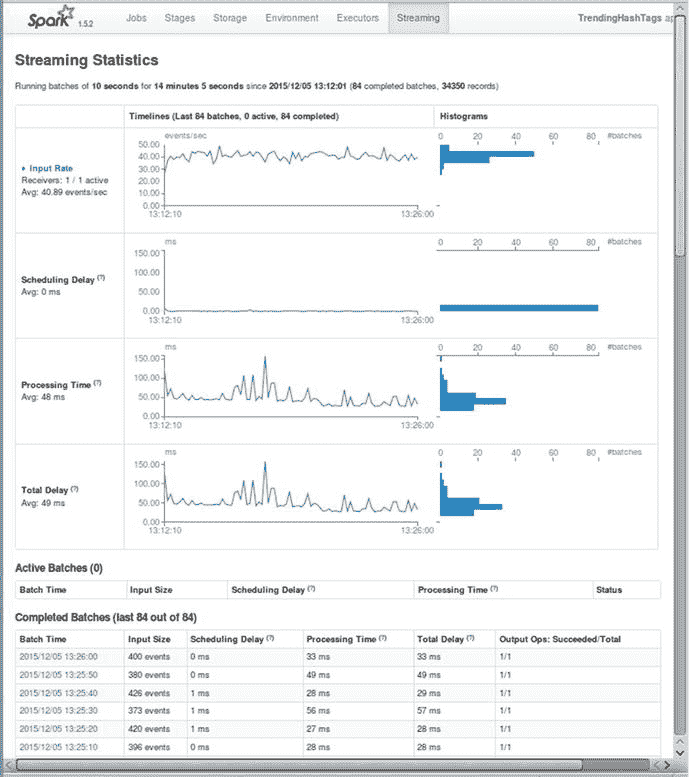 Spark 1.5.2 Jobs Stages Storage Environment Executors Streaming TrendingHashTags ap
Streaming Statistics
Running batches of 10 seconds for 14 minutes 5 seconds since 2015/12/05 13:12:01 (84 completed batches, 34350 records)
Timelines (Last 84 batches, 0 active, 84 completed) Histograms
Input Rate
Receivers: 1 / 1 active
Avg: 40.89 events/sec
events/sec
50.00
40.00
30.00
20.00
10.00
0.00
13:12:10 13:26:00
0 20 40 60 80 #batches
Scheduling Delay (?)
Avg: 0 ms
ms
150.00
100.00
50.00
0.00
13:12:10 13:26:00
0 20 40 60 80 #batches
Processing Time (?)
Avg: 48 ms
ms
150.00
100.00
50.00
0.00
13:12:10 13:26:00
0 20 40 60 80 #batches
Total Delay (?)
Avg: 49 ms
ms
150.00
100.00
50.00
0.00
13:12:10 13:26:00
0 20 40 60 80 #batches
Active Batches (0)
Batch Time Input Size Scheduling Delay (?) Processing Time (?) Status
Completed Batches (last 84 out of 84)
Batch Time Input Size Scheduling Delay (?) Processing Time (?) Total Delay (?) Output Ops: Succeeded/Total
2015/12/05 13:26:00 400 events 0 ms 33 ms 33 ms 1/1
2015/12/05 13:25:50 380 events 0 ms 49 ms 49 ms 1/1
2015/12/05 13:25:40 426 events 1 ms 28 ms 29 ms 1/1
2015/12/05 13:25:30 373 events 1 ms 56 ms 57 ms 1/1
2015/12/05 13:25:20 420 events 1 ms 27 ms 28 ms 1/1
2015/12/05 13:25:10 396 events 0 ms 28 ms 28 ms 1/1